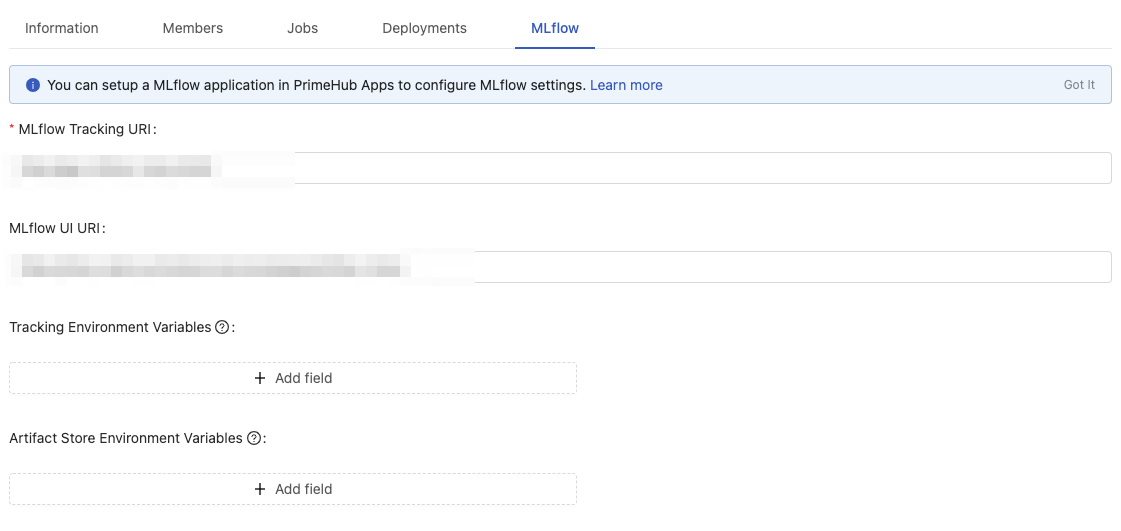 Information Members Jobs Deployments MLflow
You can setup a MLflow application in PrimeHub Apps to configure MLflow settings. Learn more Got It
* MLflow Tracking URI:
MLflow UI URI:
Tracking Environment Variables ?:
+ Add field
Artifact Store Environment Variables ?:
+ Add field